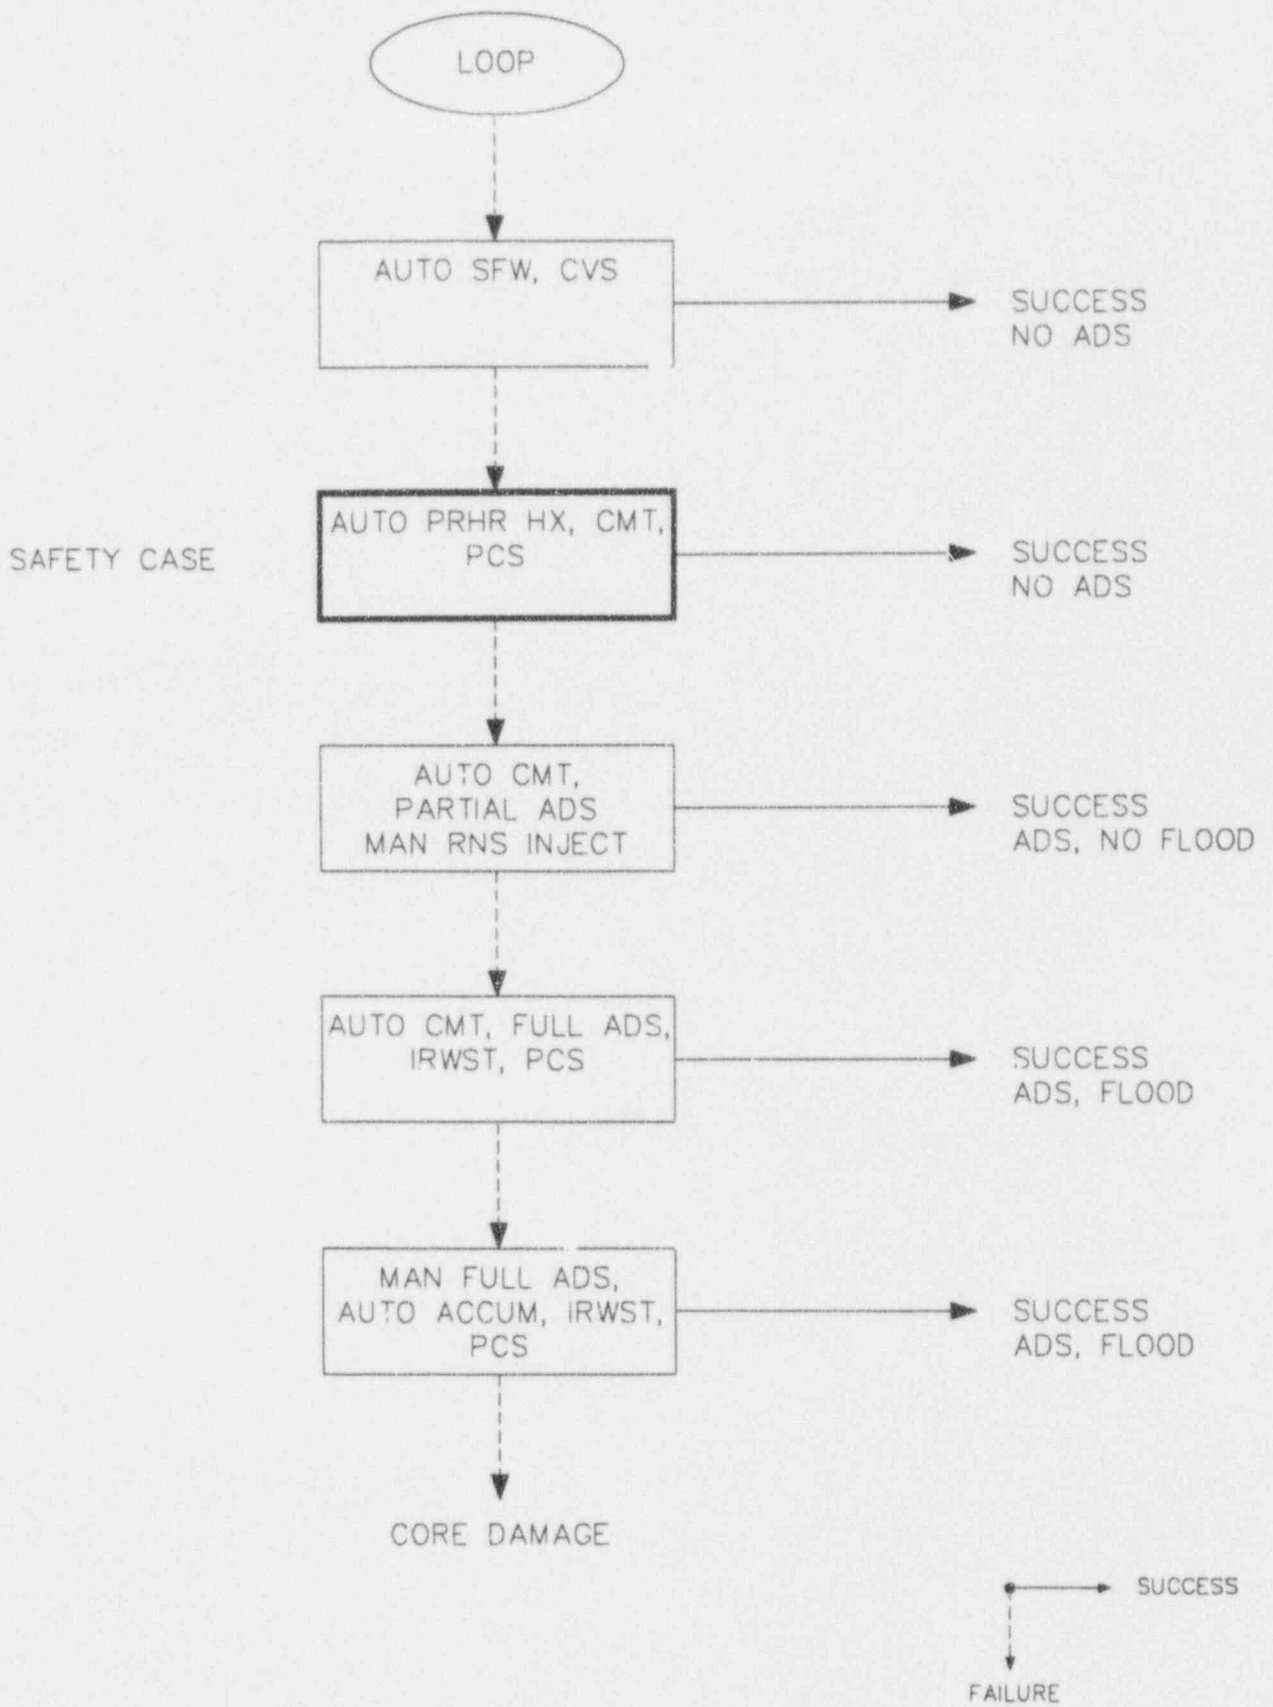 LOOP
AUTO SFW, CVS
SUCCESS
NO ADS
SAFETY CASE
AUTO PRHR HX, CMT,
PCS
SUCCESS
NO ADS
AUTO CMT,
PARTIAL ADS
MAN RNS INJECT
SUCCESS
ADS, NO FLOOD
AUTO CMT, FULL ADS,
IRWST, PCS
SUCCESS
ADS, FLOOD
MAN FULL ADS,
AUTO ACCUM, IRWST,
PCS
SUCCESS
ADS, FLOOD
CORE DAMAGE
SUCCESS
FAILURE